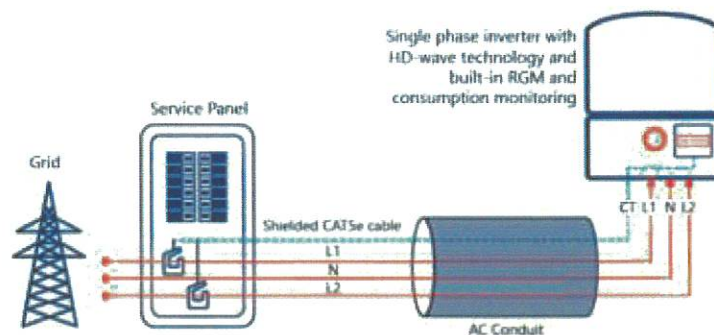 Single phase inverter with
HD-wave technology and
built-in RGM and
consumption monitoring
Service Panel
Grid
CT L1 N L2
Shielded CAT5e cable
L1
N
L2
AC Conduit